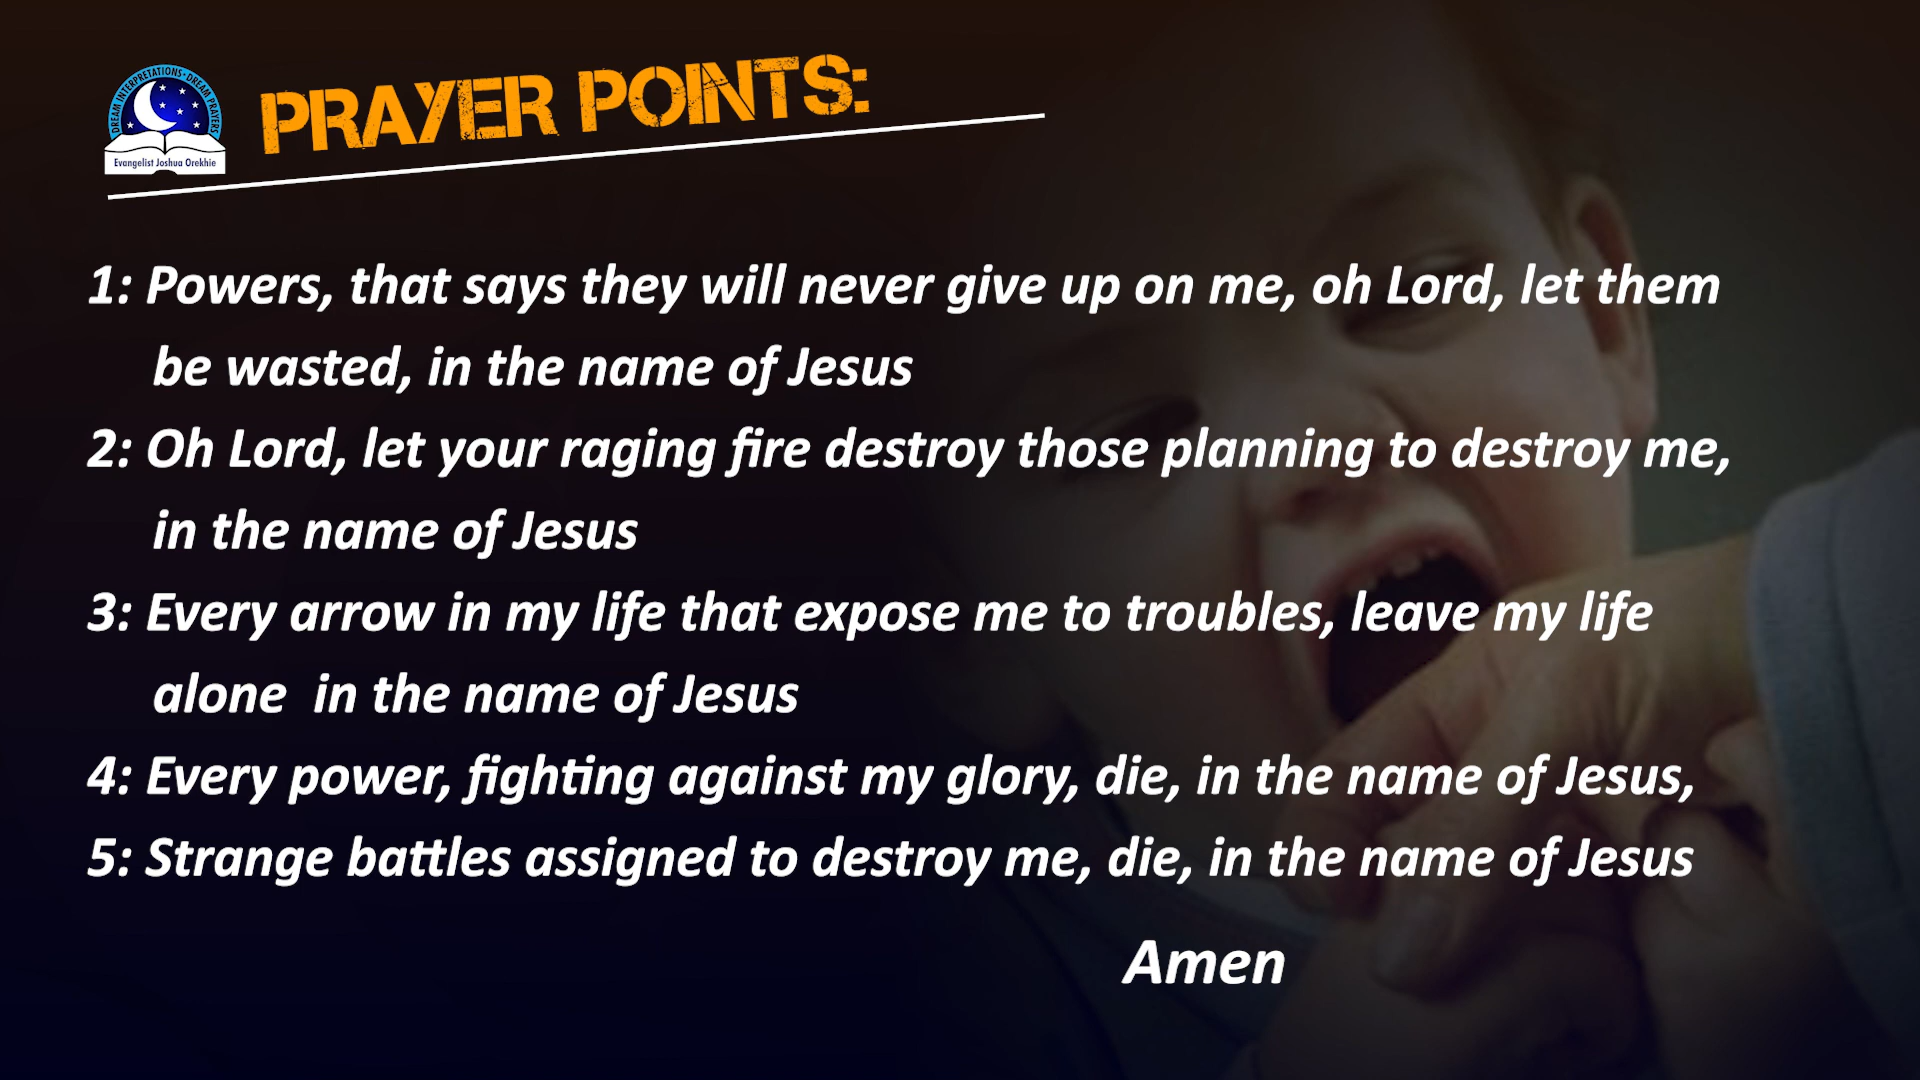 DREAM INTERPRETATIONS - DREAM PRAYERS
Evangelist Joshua Orekhie
PRAYER POINTS:
1: Powers, that says they will never give up on me, oh Lord, let them
be wasted, in the name of Jesus
2: Oh Lord, let your raging fire destroy those planning to destroy me,
in the name of Jesus
3: Every arrow in my life that expose me to troubles, leave my life
alone  in the name of Jesus
4: Every power, fighting against my glory, die, in the name of Jesus,
5: Strange battles assigned to destroy me, die, in the name of Jesus
Amen